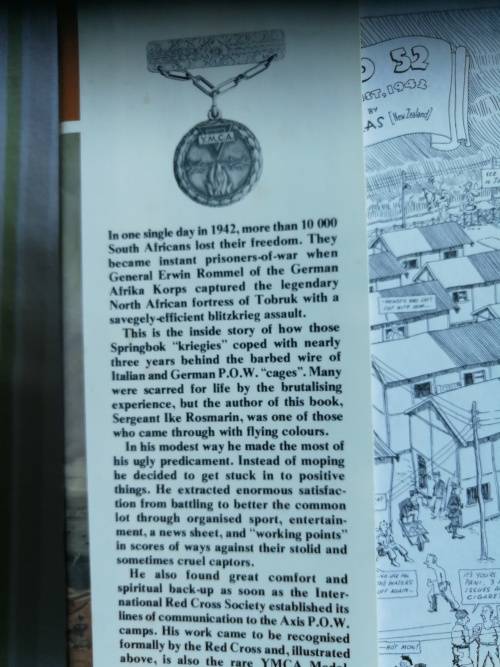 Y.M.C.A
In one single day in 1942, more than 10 000
South Africans lost their freedom. They
became instant prisoners-of-war when
General Erwin Rommel of the German
Afrika Korps captured the legendary
North African fortress of Tobruk with a
savegely-efficient blitzkrieg assault.
This is the inside story of how those
Springbok “kriegies” coped with nearly
three years behind the barbed wire of
Italian and German P.O.W. “cages”. Many
were scarred for life by the brutalising
experience, but the author of this book,
Sergeant Ike Rosmarin, was one of those
who came through with flying colours.
In his modest way he made the most of
his ugly predicament. Instead of moping
he decided to get stuck in to positive
things. He extracted enormous satisfac-
tion from battling to better the common
lot through organised sport, entertain-
ment, a news sheet, and “working points”
in scores of ways against their stolid and
sometimes cruel captors.
He also found great comfort and
spiritual back-up as soon as the Inter-
national Red Cross Society established its
lines of communication to the Axis P.O.W.
camps. His work came to be recognised
formally by the Red Cross and, illustrated
above, is also the rare YMCA Medal
52
1942
BY
[New Zealand]
IT'S YOUR